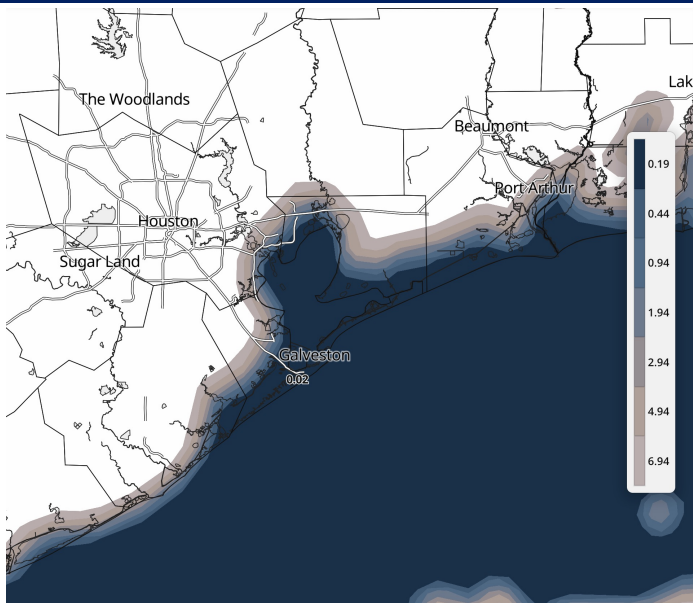 Lak
The Woodlands
Beaumont
0.19
Port Arthur
0.44
Houston
Sugar Land
0.94
1.94
Galveston
2.94
0.02
4.94
6.94